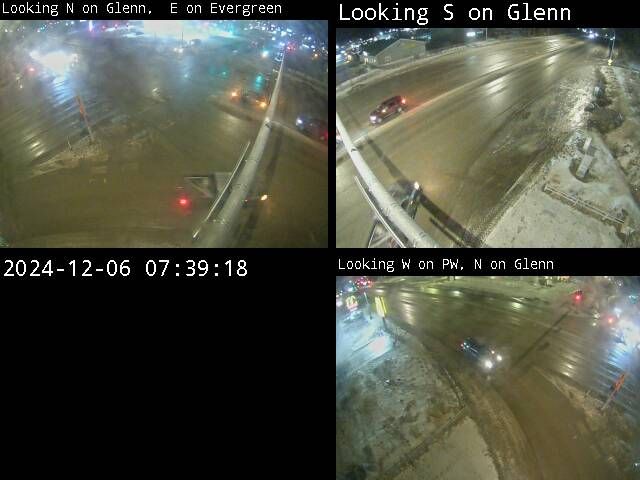 Looking N on Glenn,  E on Evergreen
Looking S on Glenn
2024-12-06 07:39:18
Looking W on PW, N on Glenn